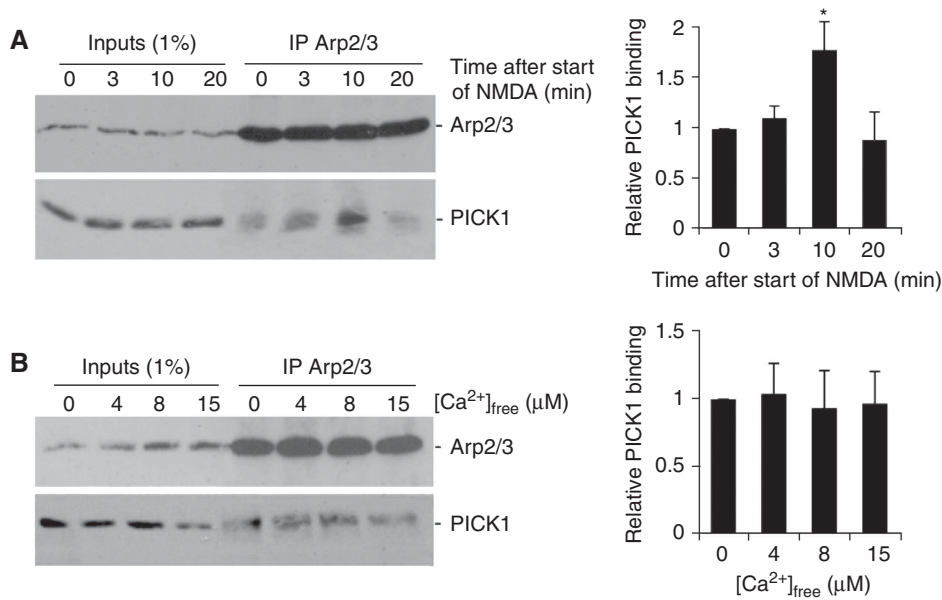 A
Inputs (1%) IP Arp2/3
0 3 10 20 0 3 10 20
Time after start
of NMDA (min)
- Arp2/3
- PICK1
Relative PICK1 binding
2
1.5
1
0.5
0
*
0 3 10 20
Time after start of NMDA (min)
B
Inputs (1%) IP Arp2/3
0 4 8 15 0 4 8 15 [Ca²⁺]free (μM)
- Arp2/3
- PICK1
Relative PICK1 binding
1.5
1
0.5
0
0 4 8 15
[Ca²⁺]free (μM)